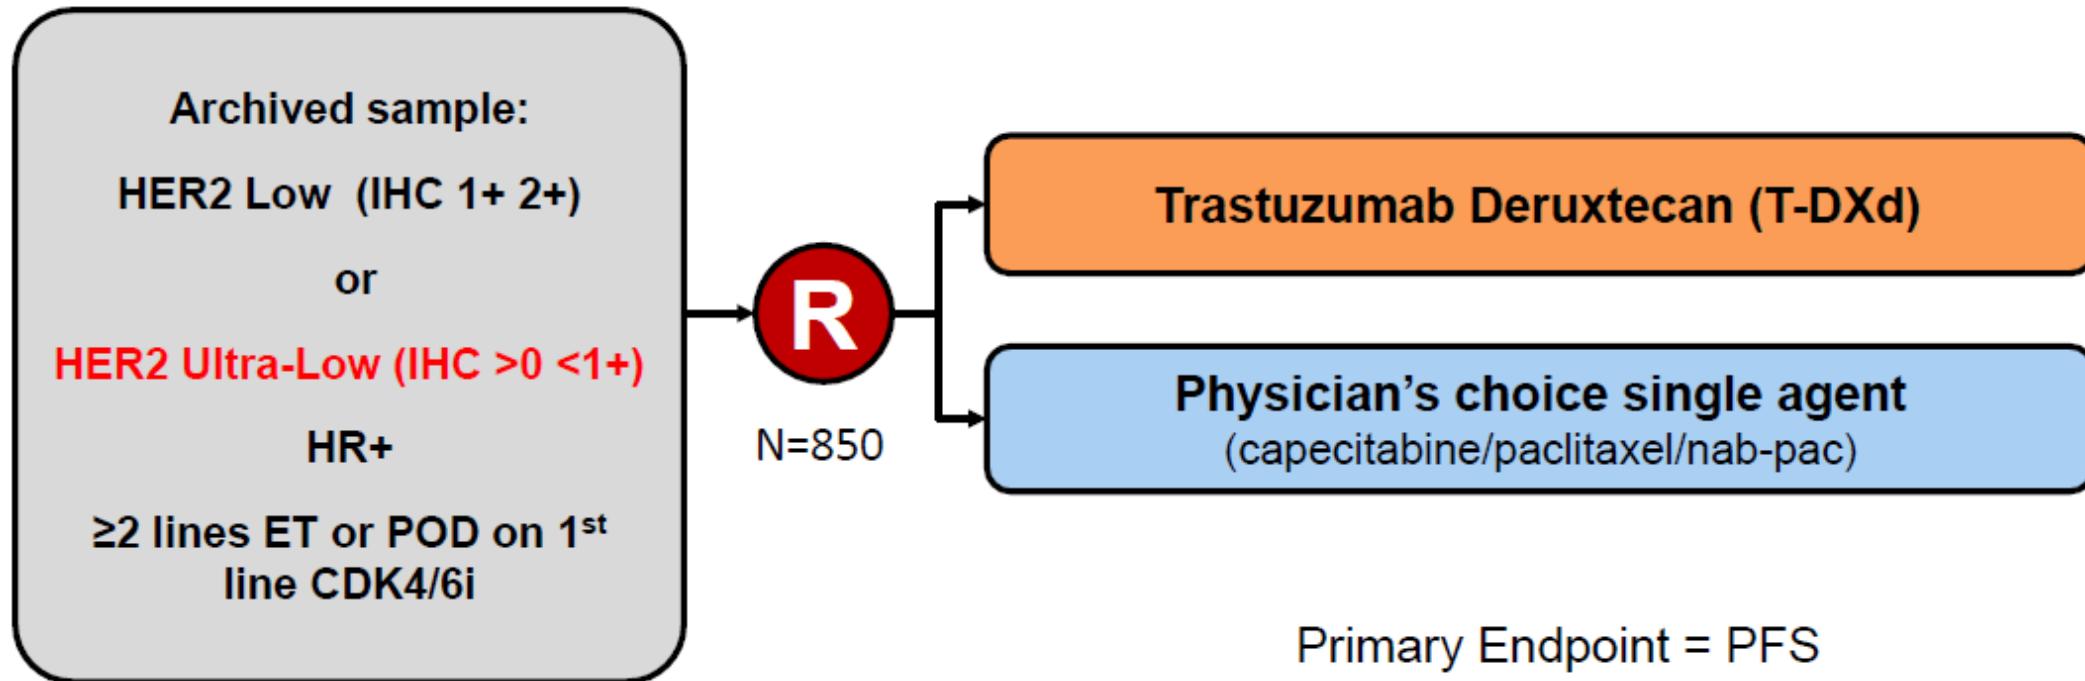 Archived sample:
HER2 Low  (IHC 1+ 2+)
or
HER2 Ultra-Low (IHC >0 <1+)
HR+
≥2 lines ET or POD on 1st
line CDK4/6i
R
N=850
Trastuzumab Deruxtecan (T-DXd)
Physician’s choice single agent
(capecitabine/paclitaxel/nab-pac)
Primary Endpoint = PFS